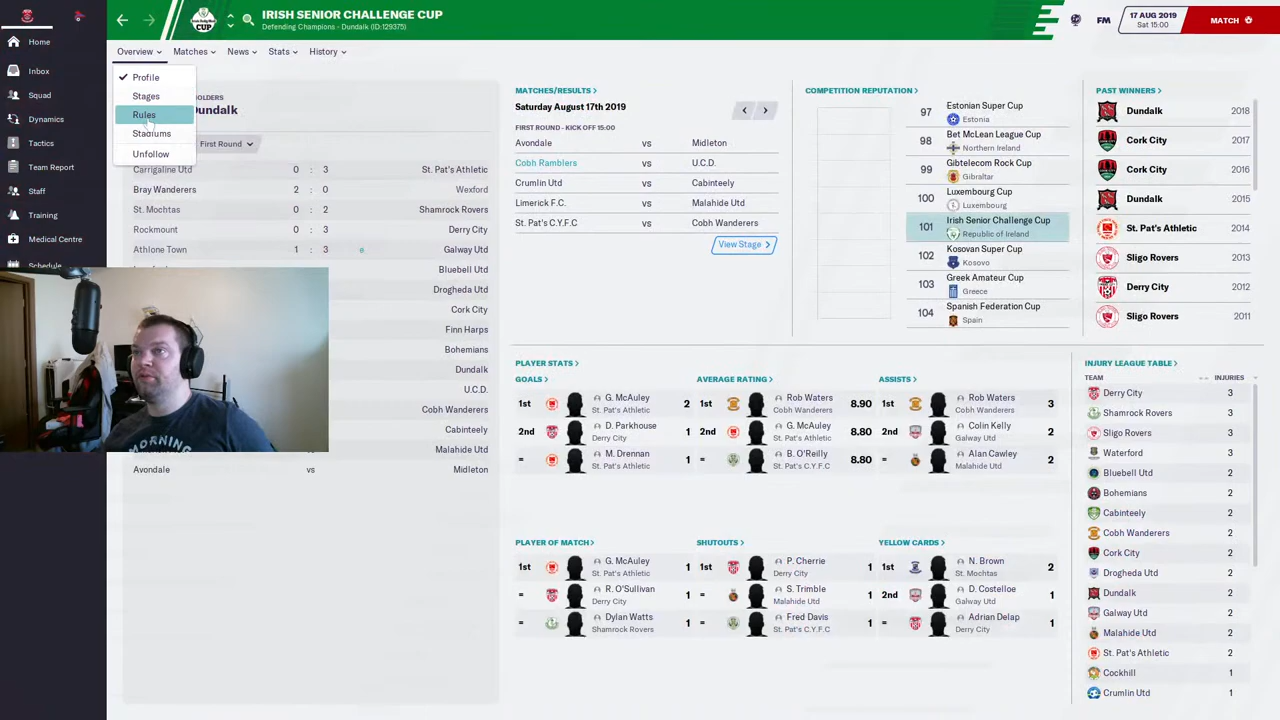 IRISH SENIOR CHALLENGE CUP
Defending Champions - Dundalk (ID:129375)
FM
17 AUG 2019
Sat 15:00
MATCH
Home
Inbox
Squad
Dynamics
Tactics
Team Report
Staff
Training
Medical Centre
Schedule
Overview
Matches
News
Stats
History
Profile
Stages
Rules
Stadiums
Unfollow
HOLDERS
Dundalk
First Round
Carrigaline Utd 0 : 3 St. Pat's Athletic
Bray Wanderers 2 : 0 Wexford
St. Mochtas 0 : 2 Shamrock Rovers
Rockmount 0 : 3 Derry City
Athlone Town 1 : 3 e Galway Utd
Bluebell Utd
Drogheda Utd
Cork City
Finn Harps
Bohemians
Dundalk
U.C.D.
Cobh Wanderers
Cabinteely
Malahide Utd
Avondale vs Midleton
MATCHES/RESULTS
Saturday August 17th 2019
FIRST ROUND - KICK OFF 15:00
Avondale vs Midleton
Cobh Ramblers vs U.C.D.
Crumlin Utd vs Cabinteely
Limerick F.C. vs Malahide Utd
St. Pat's C.Y.F.C vs Cobh Wanderers
View Stage
COMPETITION REPUTATION
97 Estonian Super Cup
Estonia
98 Bet McLean League Cup
Northern Ireland
99 Gibtelecom Rock Cup
Gibraltar
100 Luxembourg Cup
Luxembourg
101 Irish Senior Challenge Cup
Republic of Ireland
102 Kosovan Super Cup
Kosovo
103 Greek Amateur Cup
Greece
104 Spanish Federation Cup
Spain
PAST WINNERS
Dundalk 2018
Cork City 2017
Cork City 2016
Dundalk 2015
St. Pat's Athletic 2014
Sligo Rovers 2013
Derry City 2012
Sligo Rovers 2011
PLAYER STATS
GOALS
1st G. McAuley 2
St. Pat's Athletic
2nd D. Parkhouse 1
Derry City
= M. Drennan 1
St. Pat's Athletic
AVERAGE RATING
1st Rob Waters 8.90
Cobh Wanderers
2nd G. McAuley 8.80
St. Pat's Athletic
= B. O'Reilly 8.80
St. Pat's C.Y.F.C
ASSISTS
1st Rob Waters 3
Cobh Wanderers
2nd Colin Kelly 2
Galway Utd
= Alan Cawley 2
Malahide Utd
PLAYER OF MATCH
1st G. McAuley 1
St. Pat's Athletic
= R. O'Sullivan 1
Derry City
= Dylan Watts 1
Shamrock Rovers
SHUTOUTS
1st P. Cherrie 1
Derry City
= S. Trimble 1
Malahide Utd
= Fred Davis 1
St. Pat's C.Y.F.C
YELLOW CARDS
1st N. Brown 2
St. Mochtas
2nd D. Costelloe 1
Galway Utd
= Adrian Delap 1
Derry City
INJURY LEAGUE TABLE
TEAM INJURIES
Derry City 3
Shamrock Rovers 3
Sligo Rovers 3
Waterford 3
Bluebell Utd 2
Bohemians 2
Cabinteely 2
Cobh Wanderers 2
Cork City 2
Drogheda Utd 2
Dundalk 2
Galway Utd 2
Malahide Utd 2
St. Pat's Athletic 2
Cockhill 1
Crumlin Utd 1
MORNING